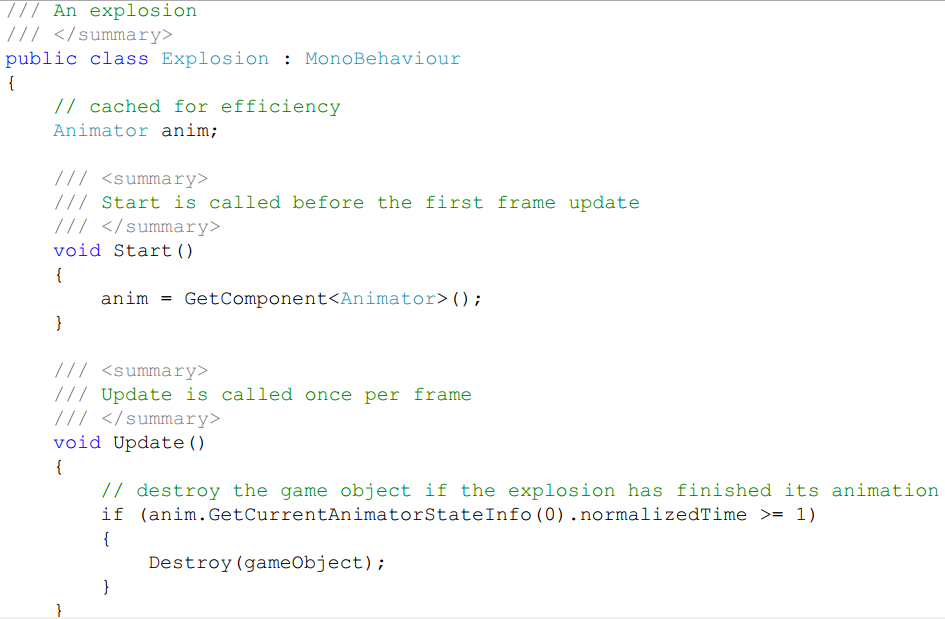 /// An explosion
/// </summary>
public class Explosion : MonoBehaviour
{
    // cached for efficiency
    Animator anim;

    /// <summary>
    /// Start is called before the first frame update
    /// </summary>
    void Start()
    {
        anim = GetComponent<Animator>();
    }

    /// <summary>
    /// Update is called once per frame
    /// </summary>
    void Update()
    {
        // destroy the game object if the explosion has finished its animation
        if (anim.GetCurrentAnimatorStateInfo(0).normalizedTime >= 1)
        {
            Destroy(gameObject);
        }
    }